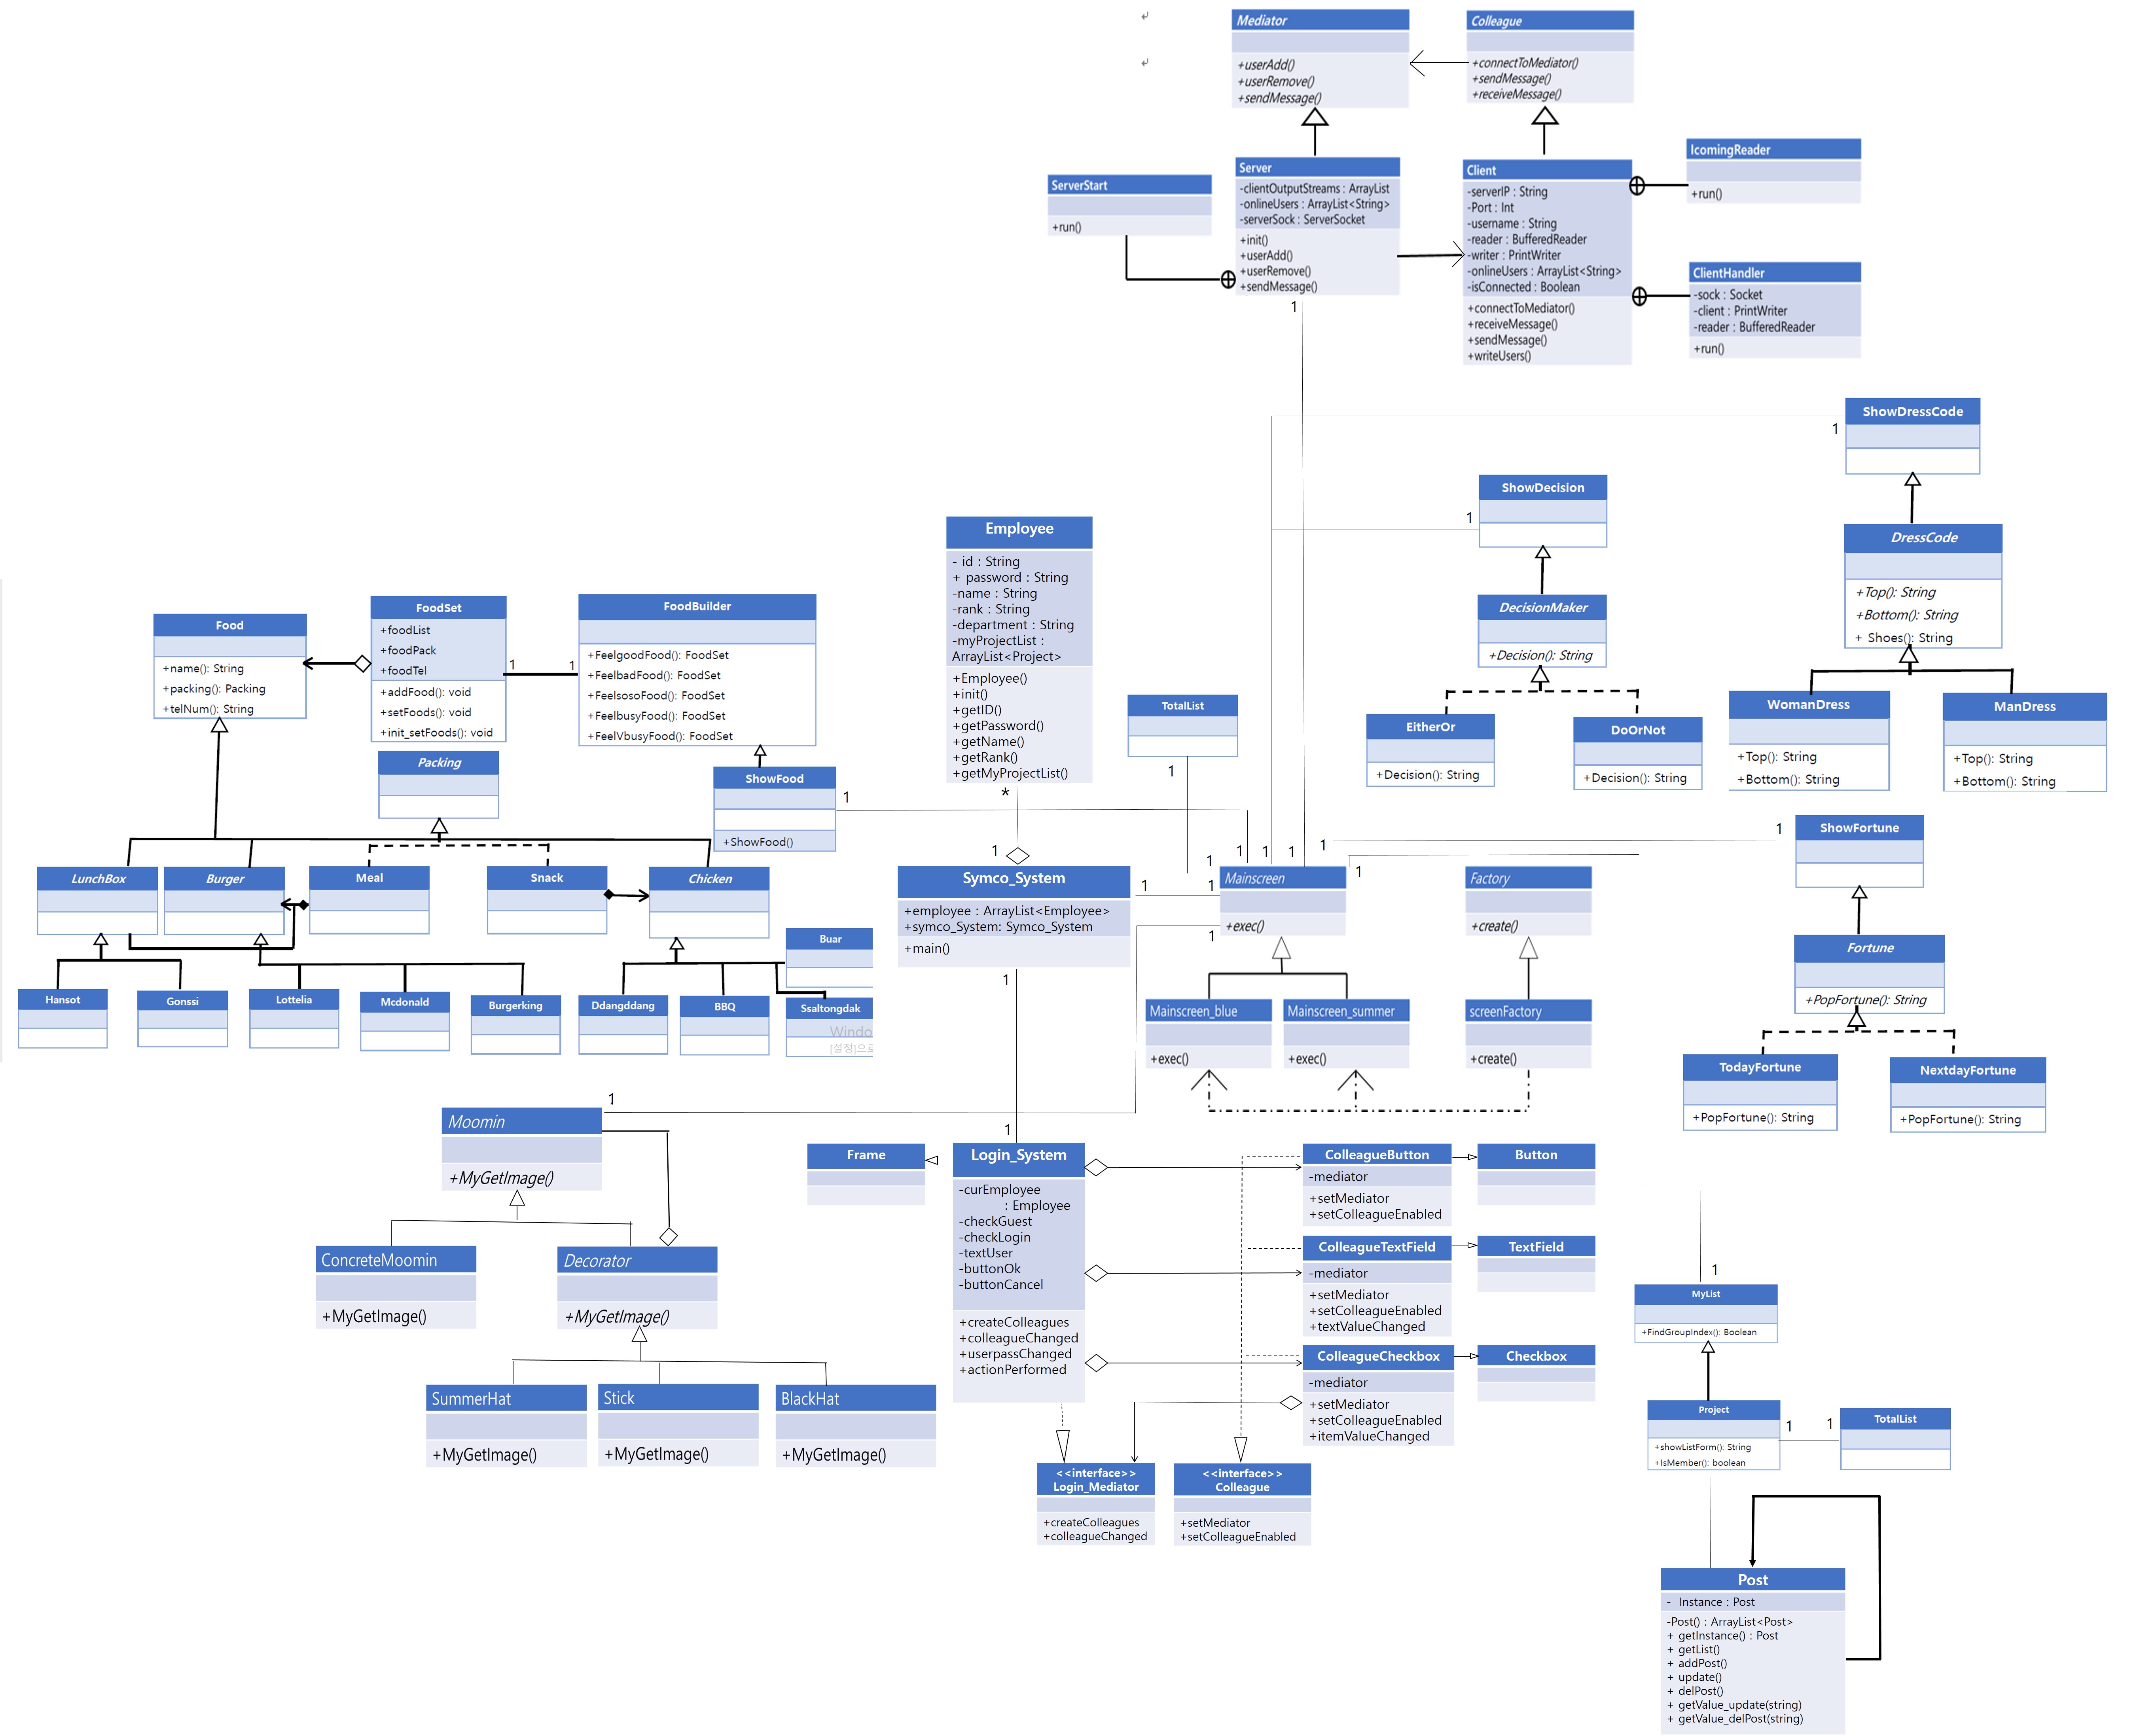 Mediator
+userAdd()
+userRemove()
+sendMessage()
Colleague
+connectToMediator()
+sendMessage()
+receiveMessage()
ServerStart
+run()
Server
-clientOutputStreams : ArrayList
-onlineUsers : ArrayList<String>
-serverSock : ServerSocket
+init()
+userAdd()
+userRemove()
+sendMessage()
1
Client
-serverIP : String
-Port : Int
-username : String
-reader : BufferedReader
-writer : PrintWriter
-onlineUsers : ArrayList<String>
-isConnected : Boolean
+connectToMediator()
+receiveMessage()
+sendMessage()
+writeUsers()
IcomingReader
+run()
ClientHandler
-sock : Socket
-client : PrintWriter
-reader : BufferedReader
+run()
ShowDressCode
1
DressCode
+Top(): String
+Bottom(): String
+ Shoes(): String
WomanDress
+Top(): String
+Bottom(): String
ManDress
+Top(): String
+Bottom(): String
ShowDecision
1
DecisionMaker
+Decision(): String
EitherOr
+Decision(): String
DoOrNot
+Decision(): String
Employee
- id : String
+ password : String
-name : String
-rank : String
-department : String
-myProjectList :
ArrayList<Project>
+Employee()
+init()
+getID()
+getPassword()
+getName()
+getRank()
+getMyProjectList()
*
1
TotalList
1
Food
+name(): String
+packing(): Packing
+telNum(): String
FoodSet
+foodList
+foodPack
+foodTel
+addFood(): void
+setFoods(): void
+init_setFoods(): void
1
1
FoodBuilder
+FeelgoodFood(): FoodSet
+FeelbadFood(): FoodSet
+FeelsosoFood(): FoodSet
+FeelbusyFood(): FoodSet
+FeelVbusyFood(): FoodSet
Packing
ShowFood
+ShowFood()
1
LunchBox
Burger
Meal
Snack
Chicken
Hansot
Gonssi
Lottelia
Mcdonald
Burgerking
Ddangddang
BBQ
Buar
Ssaltongdak
Windo
[설정]으로
Symco_System
+employee : ArrayList<Employee>
+symco_System: Symco_System
+main()
1
1
1
1
1
1
1
1
1
1
Mainscreen
+exec()
Factory
+create()
Mainscreen_blue
+exec()
Mainscreen_summer
+exec()
screenFactory
+create()
ShowFortune
1
Fortune
+PopFortune(): String
TodayFortune
+PopFortune(): String
NextdayFortune
+PopFortune(): String
Moomin
+MyGetImage()
1
ConcreteMoomin
+MyGetImage()
Decorator
+MyGetImage()
SummerHat
+MyGetImage()
Stick
+MyGetImage()
BlackHat
+MyGetImage()
Frame
1
Login_System
-curEmployee
: Employee
-checkGuest
-checkLogin
-textUser
-buttonOk
-buttonCancel
+createColleagues
+colleagueChanged
+userpassChanged
+actionPerformed
ColleagueButton
-mediator
+setMediator
+setColleagueEnabled
Button
ColleagueTextField
-mediator
+setMediator
+setColleagueEnabled
+textValueChanged
TextField
ColleagueCheckbox
-mediator
+setMediator
+setColleagueEnabled
+itemValueChanged
Checkbox
<<interface>>
Login_Mediator
+createColleagues
+colleagueChanged
<<interface>>
Colleague
+setMediator
+setColleagueEnabled
1
MyList
+FindGroupIndex(): Boolean
Project
+showListForm(): String
+IsMember(): boolean
1
1
TotalList
Post
- Instance : Post
-Post() : ArrayList<Post>
+ getInstance() : Post
+ getList()
+ addPost()
+ update()
+ delPost()
+ getValue_update(string)
+ getValue_delPost(string)